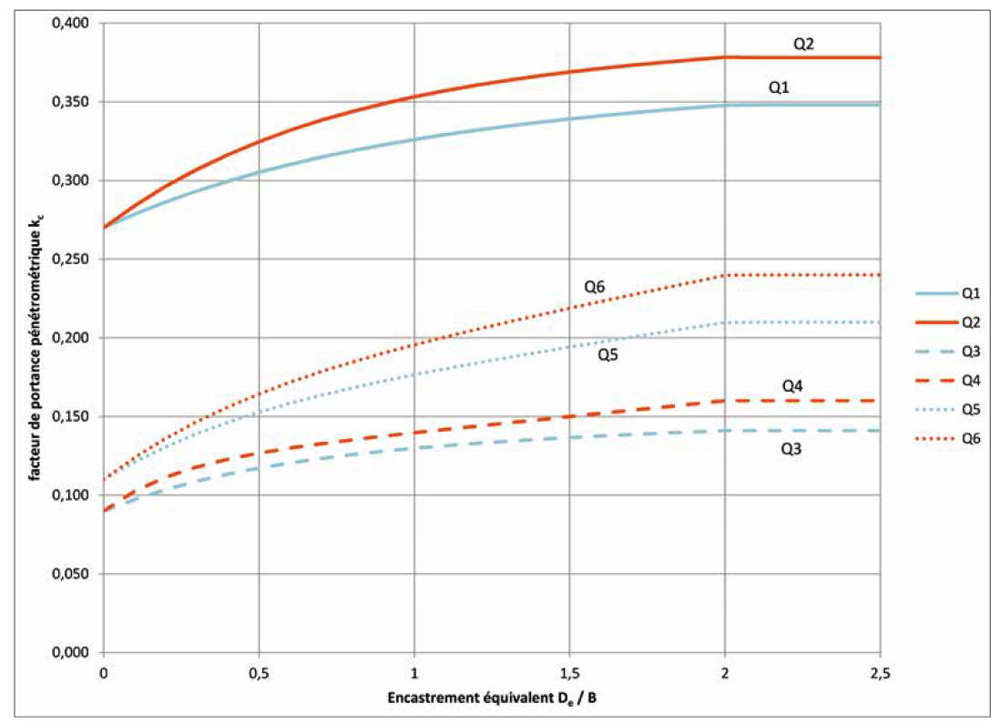 0,400
0,350
0,300
0,250
0,200
0,150
0,100
0,050
0,000
facteur de portance pénétrométrique kc
0
0,5
1
1,5
2
2,5
Encastrement équivalent De / B
Q2
Q1
Q6
Q5
Q4
Q3
Q1
Q2
Q3
Q4
Q5
Q6